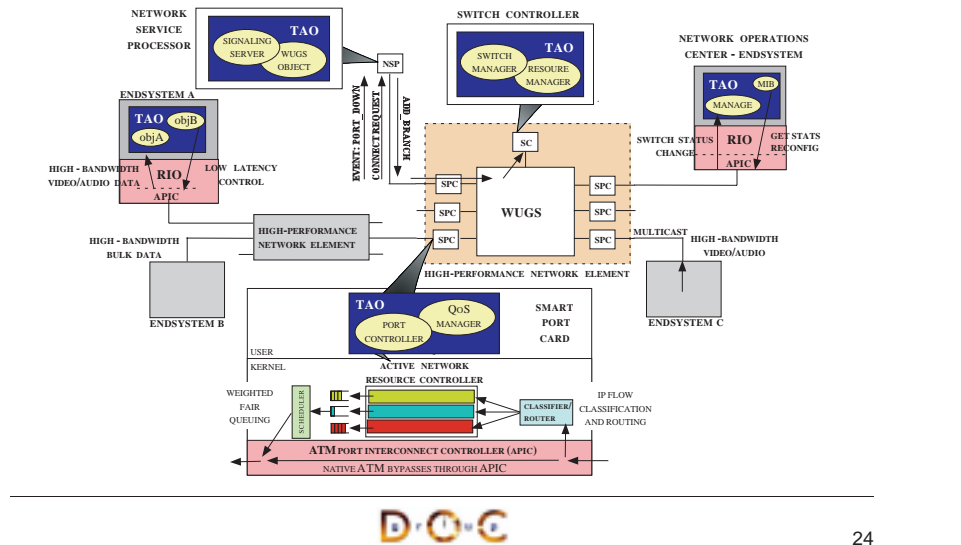 NETWORK
SERVICE
PROCESSOR
SIGNALING
SERVER
TAO
WUGS
OBJECT
NSP
SWITCH CONTROLLER
TAO
SWITCH
MANAGER
RESOURE
MANAGER
NETWORK OPERATIONS
CENTER - ENDSYSTEM
TAO
MIB
MANAGE
SWITCH STATUS
CHANGE
RIO
APIC
GET STATS
RECONFIG
ENDSYSTEM A
TAO
objB
objA
HIGH - BANDWIDTH
VIDEO/AUDIO DATA
RIO
APIC
LOW LATENCY
CONTROL
EVENT: PORT_DOWN
CONNECT REQUEST
ADD_BRANCH
SC
SPC
SPC
SPC
WUGS
SPC
SPC
SPC
HIGH-PERFORMANCE
NETWORK ELEMENT
HIGH - BANDWIDTH
BULK DATA
ENDSYSTEM B
HIGH-PERFORMANCE NETWORK ELEMENT
MULTICAST
HIGH-BANDWIDTH
VIDEO/AUDIO
ENDSYSTEM C
TAO
QOS
MANAGER
PORT
CONTROLLER
SMART
PORT
CARD
USER
KERNEL
ACTIVE NETWORK
RESOURCE CONTROLLER
WEIGHTED
FAIR
QUEUING
SCHEDULER
CLASSIFIER/
ROUTER
IP FLOW
CLASSIFICATION
AND ROUTING
ATM PORT INTERCONNECT CONTROLLER (APIC)
NATIVE ATM BYPASSES THROUGH APIC
DOC
Group
24